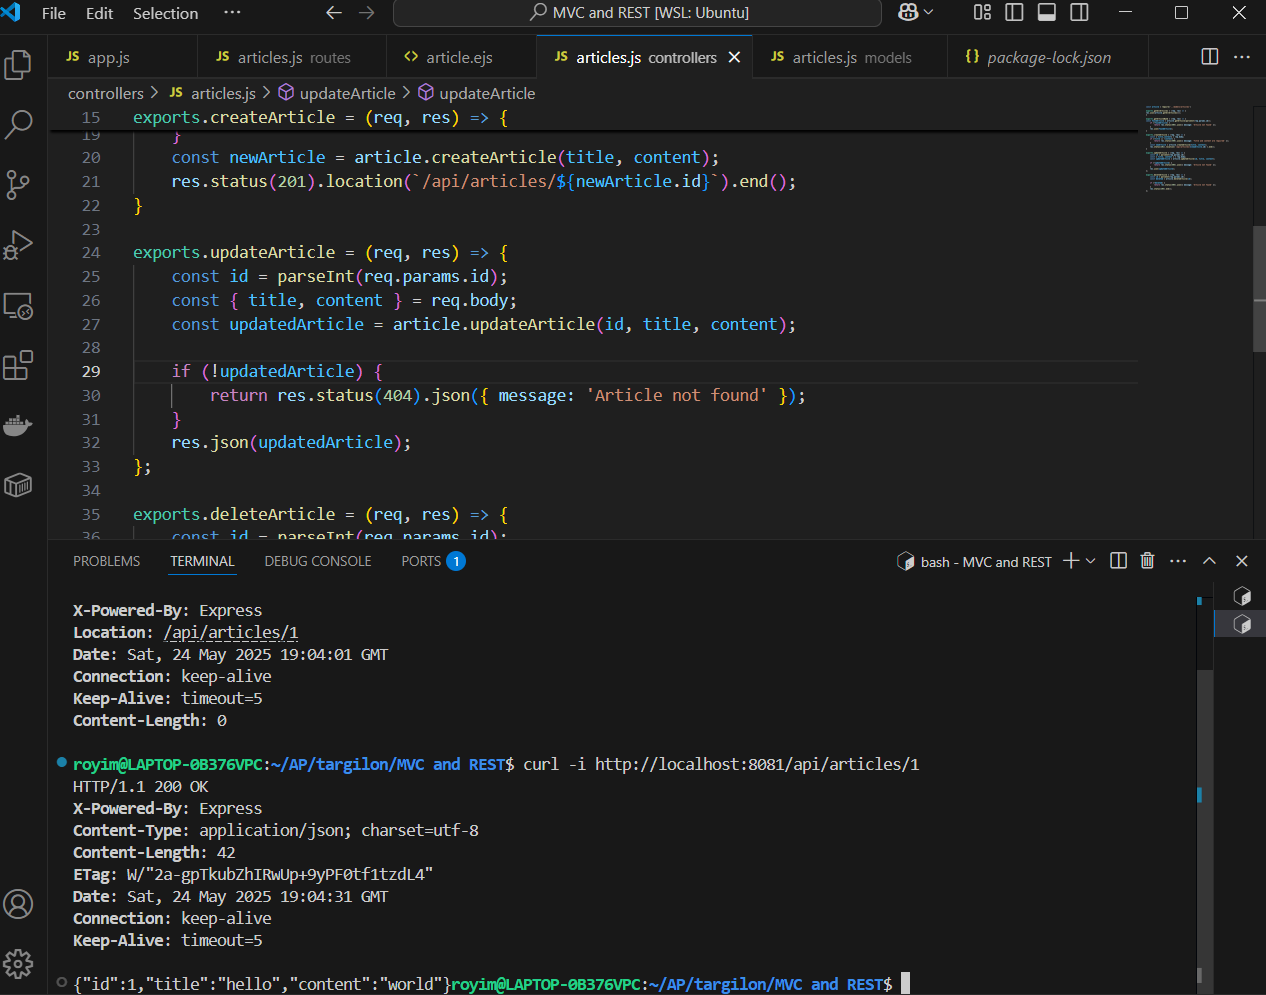 File Edit Selection ··· MVC and REST [WSL: Ubuntu]
JS app.js JS articles.js routes <> article.ejs JS articles.js controllers JS articles.js models {} package-lock.json ···
controllers > JS articles.js > updateArticle > updateArticle
15 exports.createArticle = (req, res) => {
19 }
20 const newArticle = article.createArticle(title, content);
21 res.status(201).location(`/api/articles/${newArticle.id}`).end();
22 }
23
24 exports.updateArticle = (req, res) => {
25 const id = parseInt(req.params.id);
26 const { title, content } = req.body;
27 const updatedArticle = article.updateArticle(id, title, content);
28
29 if (!updatedArticle) {
30 return res.status(404).json({ message: 'Article not found' });
31 }
32 res.json(updatedArticle);
33 };
34
35 exports.deleteArticle = (req, res) => {
36 const id = parseInt(req.params.id);
PROBLEMS TERMINAL DEBUG CONSOLE PORTS 1 bash - MVC and REST ···
X-Powered-By: Express
Location: /api/articles/1
Date: Sat, 24 May 2025 19:04:01 GMT
Connection: keep-alive
Keep-Alive: timeout=5
Content-Length: 0
royim@LAPTOP-0B376VPC:~/AP/targilon/MVC and REST$ curl -i http://localhost:8081/api/articles/1
HTTP/1.1 200 OK
X-Powered-By: Express
Content-Type: application/json; charset=utf-8
Content-Length: 42
ETag: W/"2a-gpTkubZhIRwUp+9yPF0tf1tzdL4"
Date: Sat, 24 May 2025 19:04:31 GMT
Connection: keep-alive
Keep-Alive: timeout=5
{"id":1,"title":"hello","content":"world"}royim@LAPTOP-0B376VPC:~/AP/targilon/MVC and REST$